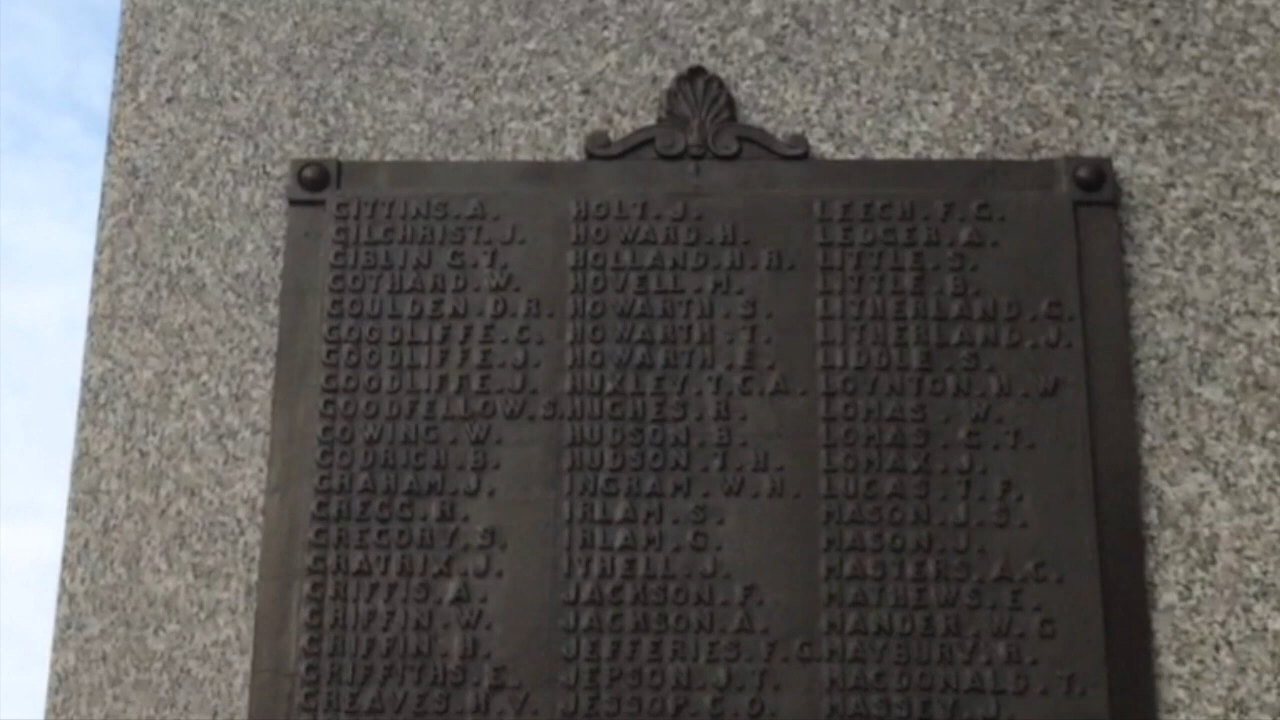 GITTINS.A.
GILCHRIST.J.
GIBLIN G.T.
GOTHARD.W.
GOULDEN.D.R.
GOODLIFFE.C.
GOODLIFFE.J.
GOODLIFFE.J.
GOODFELLOW.S.
GOWING.W.
GODRICH.B.
GRAHAM.J.
GREGG.H.
GREGORY.S.
GRATRIX.J.
GRIFFIS.A.
GRIFFIN.W.
GRIFFIN.H.
GRIFFITHS.E.
GREAVES.H.V.
HOLT.J.
HOWARD.H.
HOLLAND.H.R.
HOVELL.M.
HOWARTH.S.
HOWARTH.T.
HOWARTH.E.
HUXLEY.T.C.A.
HUGHES.H.
HUDSON.B.
HUDSON.T.H.
INGRAM.W.H.
IRLAM.S.
IRLAM.G.
ITHELL.J.
JACKSON.F.
JACKSON.A.
JEFFERIES.F.G.
JEPSON.J.T.
JESSOP.C.O.
LEECH.F.G.
LEDGER.A.
LITTLE.S.
LITTLE.B.
LITHERLAND.G.
LITHERLAND.J.
LIDDLE.S.
LOYNTON.H.W
LOMAS.W.
LOMAS.C.T.
LOMAX.J.
LUCAS.T.F.
MASON.J.S.
MASON.J.
MASTERS.A.C.
MATHEWS.E.
MANDER.W.G
MAYBURY.R.
MACDONALD.T.
MASSEY.J